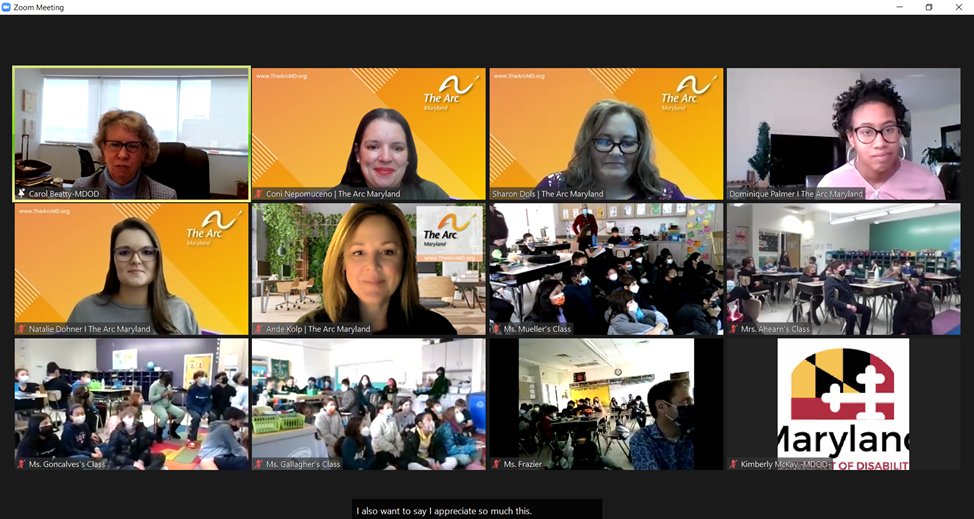 Zoom Meeting
Carol Beatty-MDOD
www.TheArcMD.org
The Arc
Maryland
Coni Nepomuceno | The Arc Maryland
www.TheArcMD.org
The Arc
Maryland
Sharon Dols | The Arc Maryland
Dominique Palmer I The Arc Maryland
www.TheArcMD.org
The Arc
Maryland
Natalie Dohner I The Arc Maryland
The Arc
Maryland
www.TheArcMD.org
Ande Kolp | The Arc Maryland
Ms. Mueller's Class
Mrs. Ahearn's Class
Ms. Goncalves's Class
Ms. Gallagher's Class
Ms. Frazier
Maryland
T OF DISABILIT
Kimberly McKay -MDOD-
I also want to say I appreciate so much this.